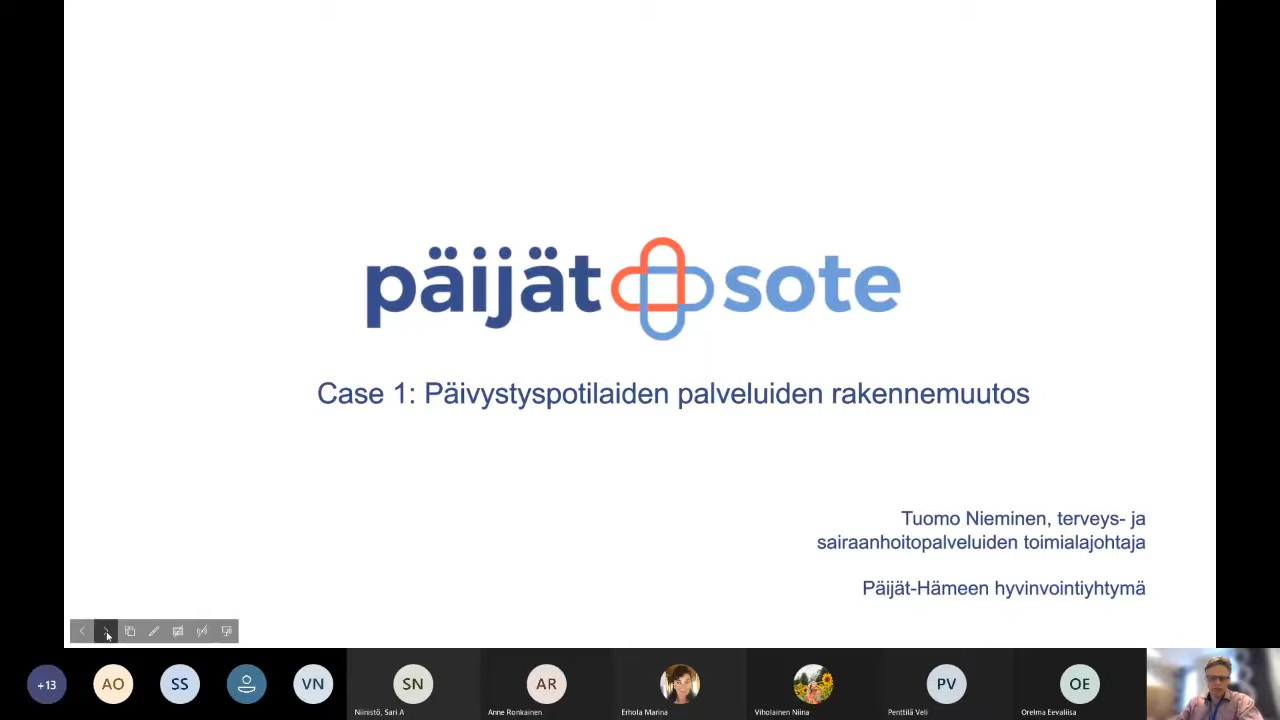 päijät sote
Case 1: Päivystyspotilaiden palveluiden rakennemuutos
Tuomo Nieminen, terveys- ja
sairaanhoitopalveluiden toimialajohtaja
Päijät-Hämeen hyvinvointiyhtymä
+13
AO
SS
VN
SN
AR
PV
OE
Niinistö, Sari A
Anne Ronkainen
Erhola Marina
Viholainen Niina
Penttilä Veli
Orelma Eevaliisa